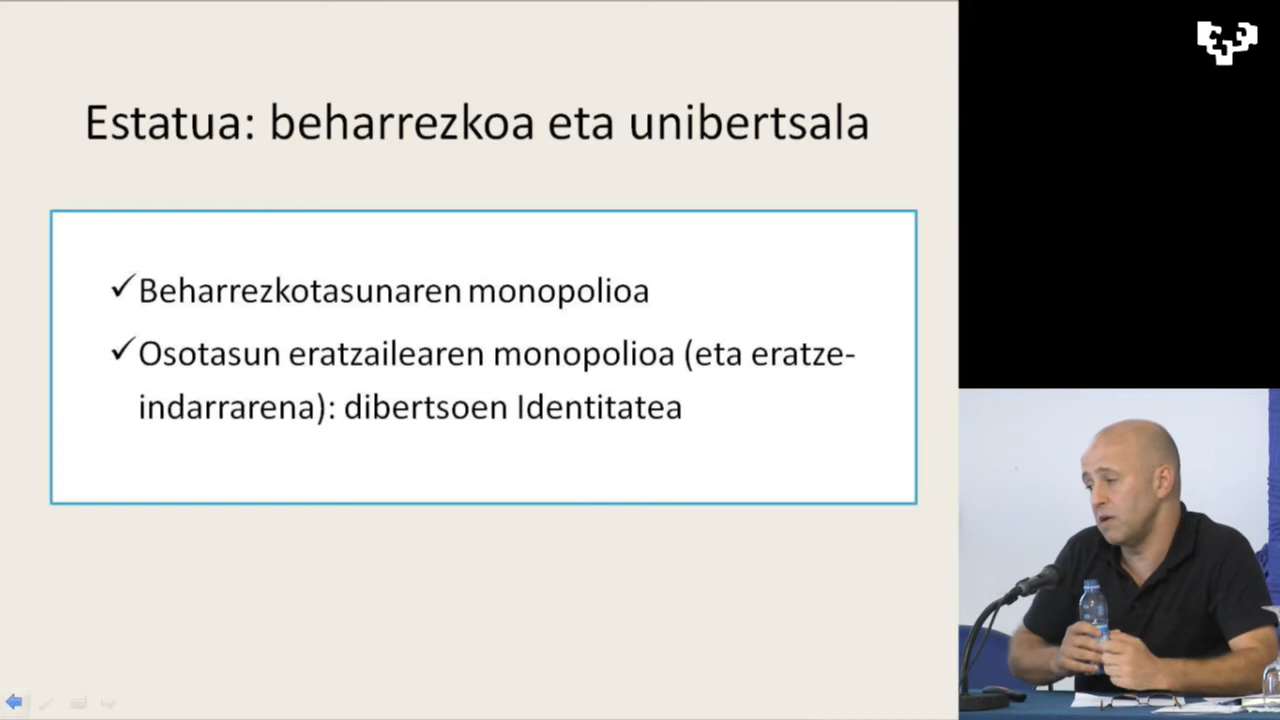 Estatua: beharrezkoa eta unibertsala
✓Beharrezkotasunaren monopolioa
✓Osotasun eratzailearen monopolioa (eta eratze-
indarrarena): dibertsoen Identitatea